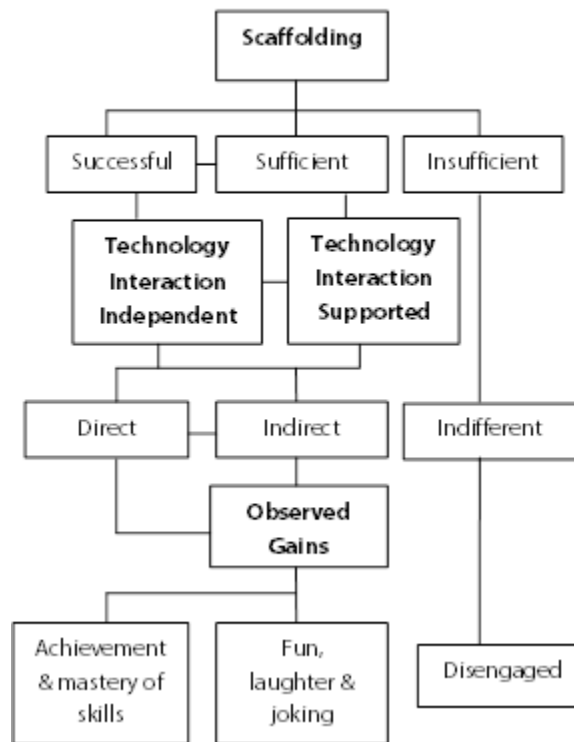 Scaffolding
Successful
Sufficient
Insufficient
Technology
Interaction
Independent
Technology
Interaction
Supported
Direct
Indirect
Indifferent
Observed
Gains
Achievement
& mastery of
skills
Fun,
laughter &
joking
Disengaged